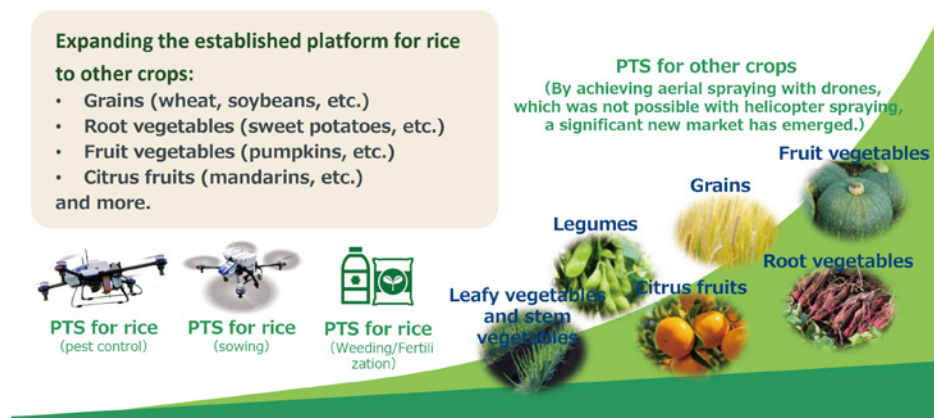 Expanding the established platform for rice
to other crops:
• Grains (wheat, soybeans, etc.)
• Root vegetables (sweet potatoes, etc.)
• Fruit vegetables (pumpkins, etc.)
• Citrus fruits (mandarins, etc.)
and more.
PTS for other crops
(By achieving aerial spraying with drones,
which was not possible with helicopter spraying,
a significant new market has emerged.)
Fruit vegetables
Grains
Legumes
Root vegetables
Citrus fruits
Leafy vegetables
and stem
vegetables
PTS for rice
(pest control)
PTS for rice
(sowing)
PTS for rice
(Weeding/Fertili
zation)